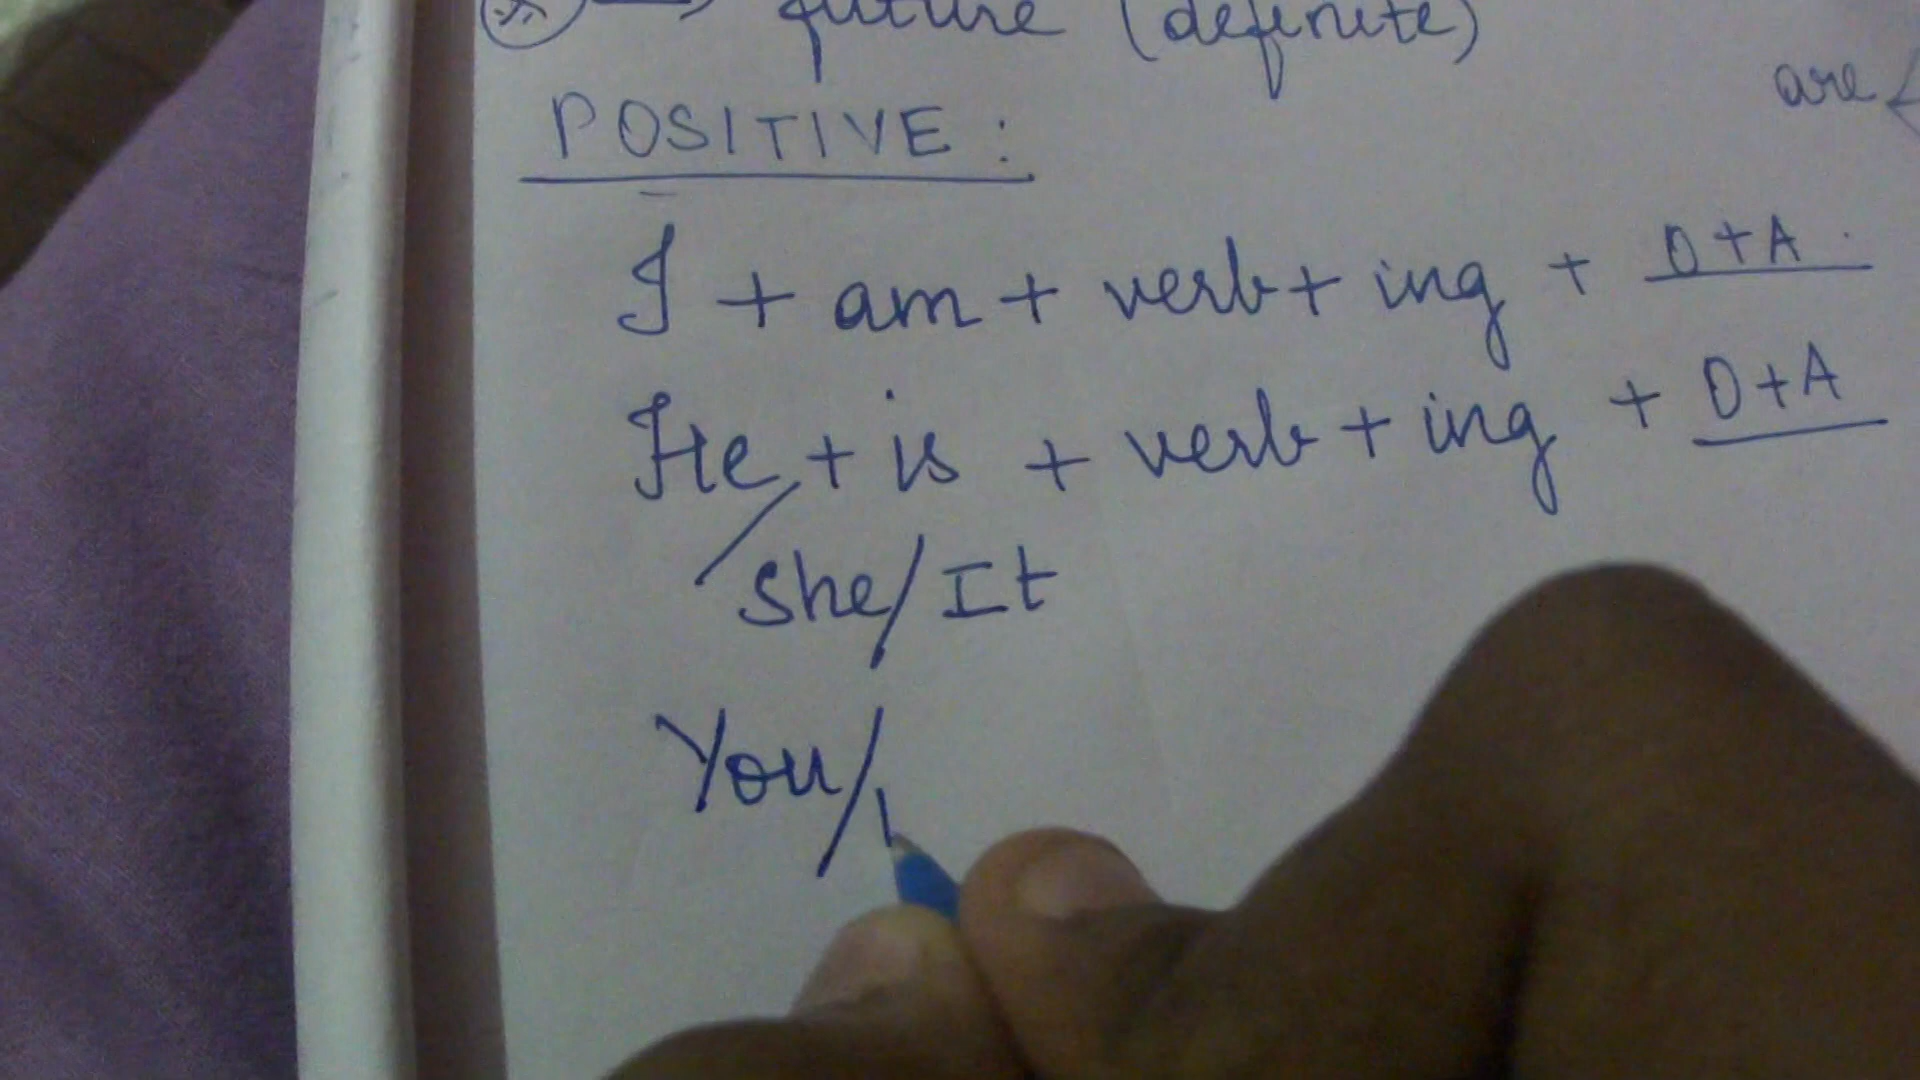 → future (definite)
are
POSITIVE :
I + am + verb + ing + O+A .
He + is + verb + ing + O+A
/ She / It
You /